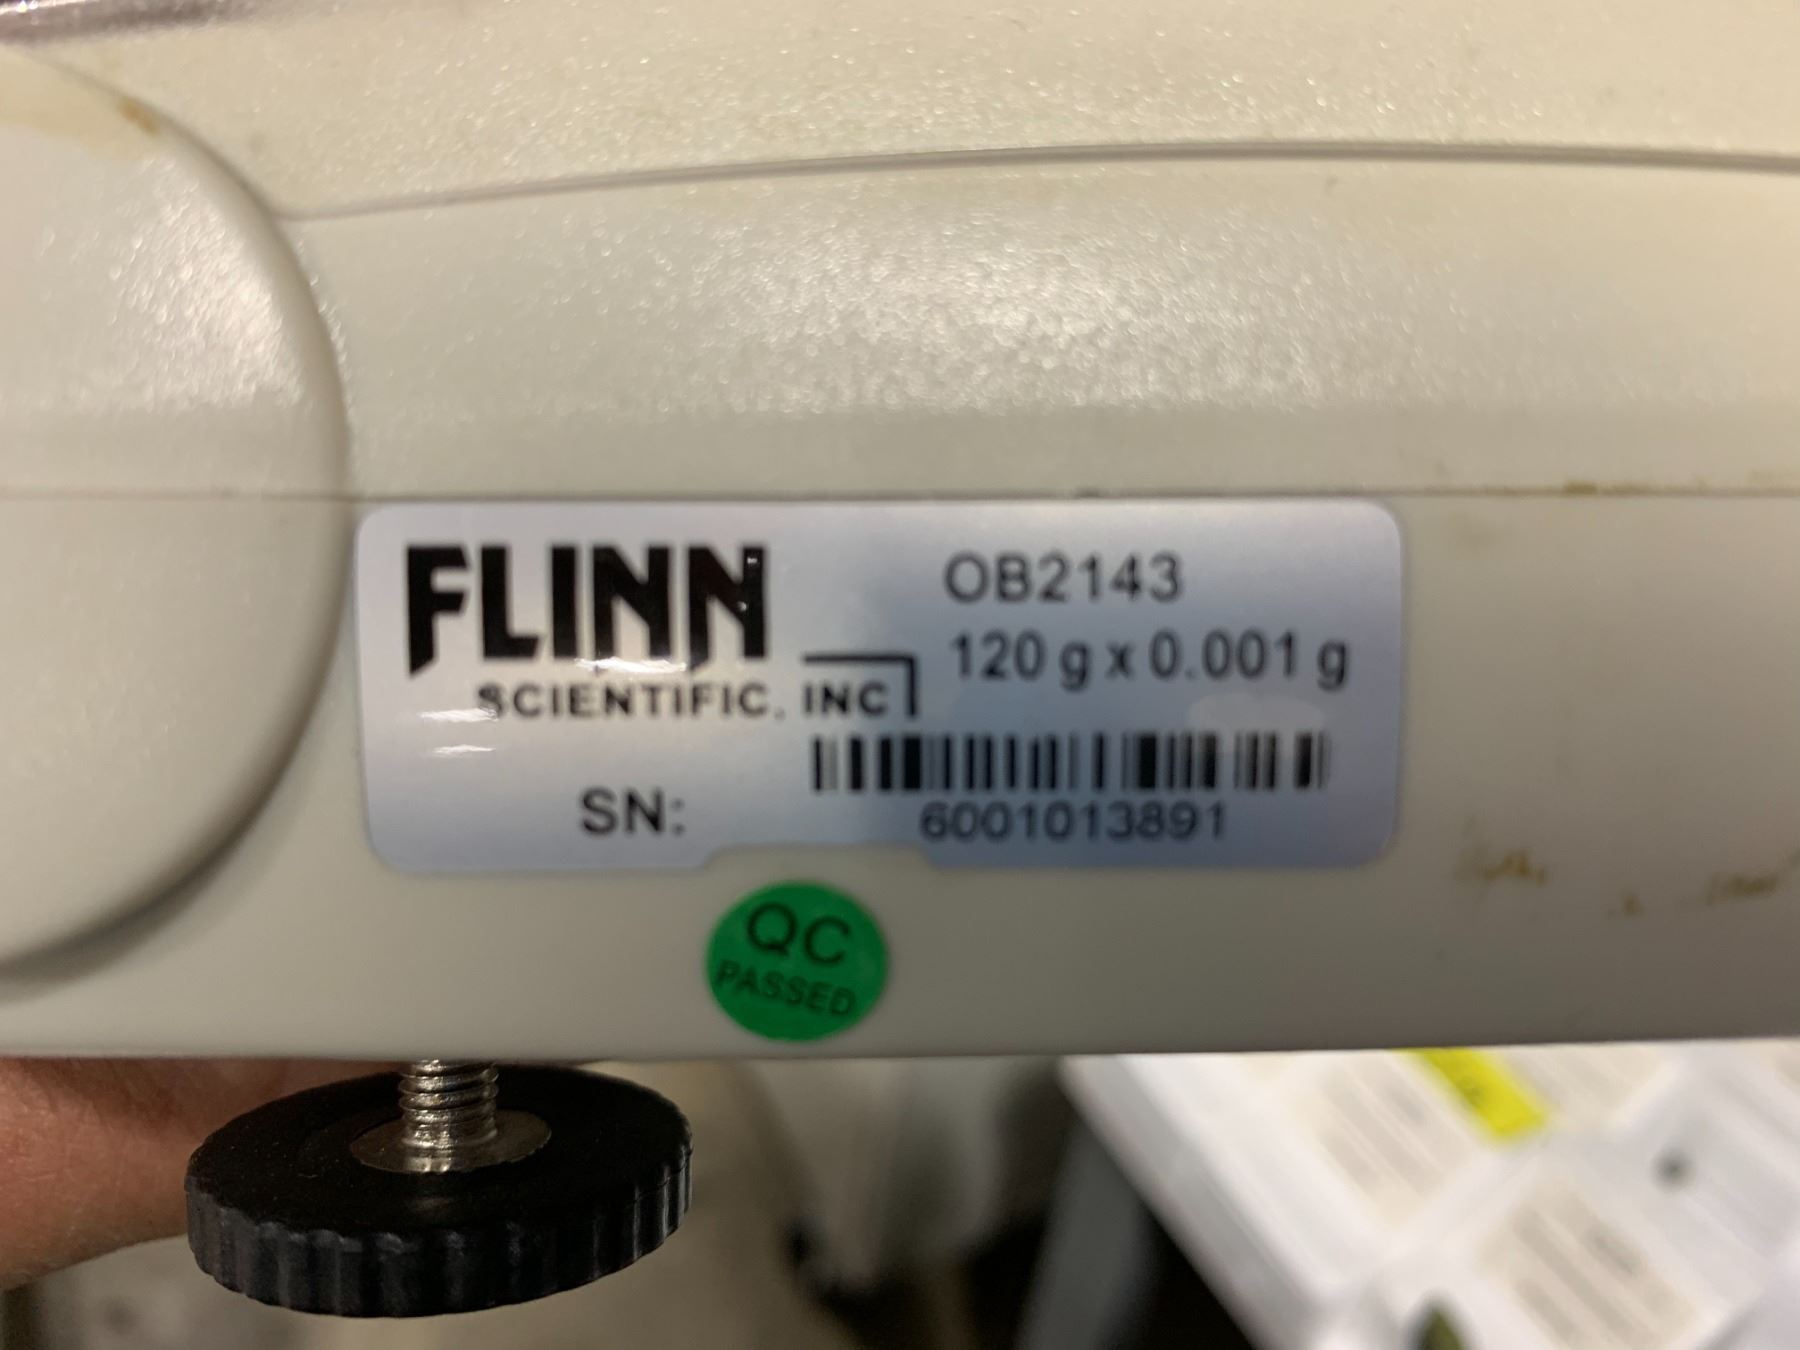 FLINN
SCIENTIFIC, INC
OB2143
120 g x 0.001 g
SN:
6001013891
QC
PASSED